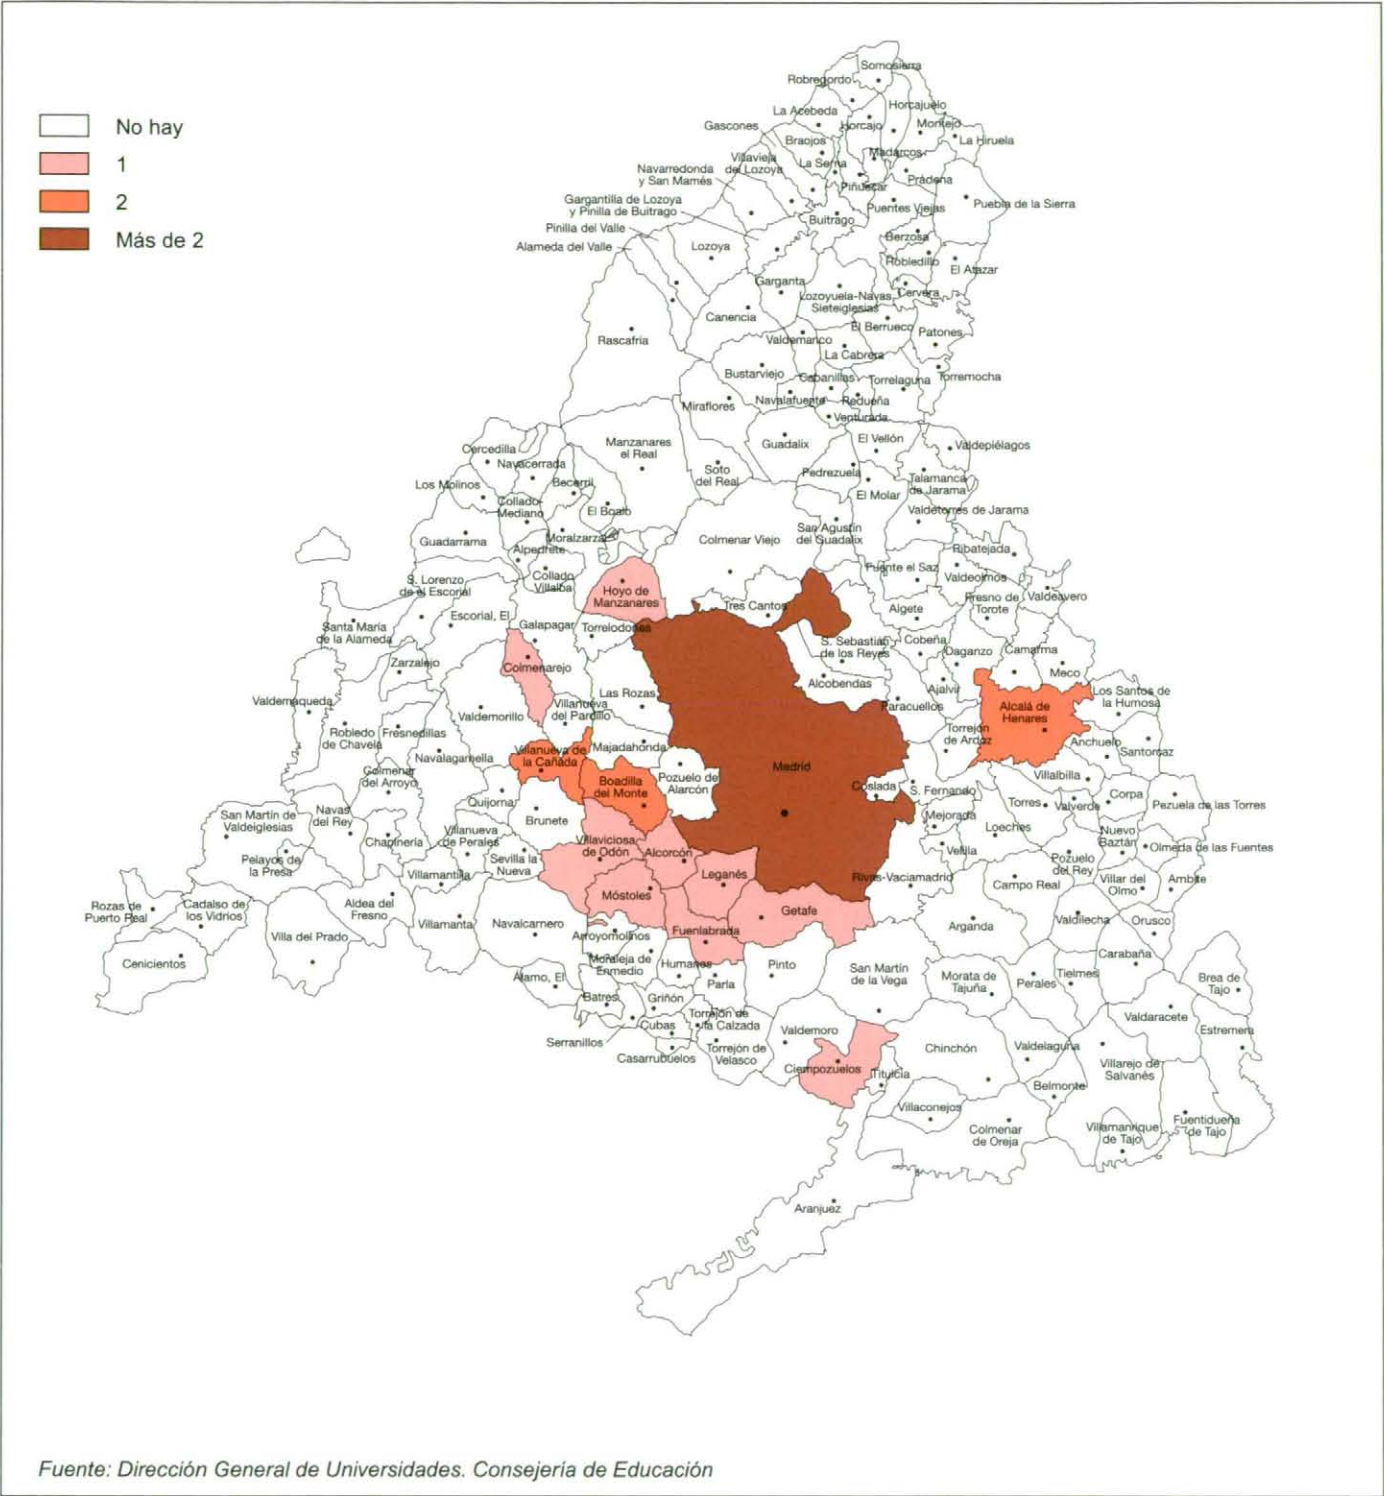 No hay
1
2
Más de 2
Somosierra
Robregordo
La Acebeda
Horcajuelo
Gascones
Horcajo
Montejo
Braojos
La Hiruela
Madarcos
Villavieja
del Lozoya
La Serna
Navarredonda
y San Mamés
Prádena
Piñuecar
Gargantilla de Lozoya
y Pinilla de Buitrago
Puentes Viejas
Puebla de la Sierra
Buitrago
Pinilla del Valle
Berzosa
Alameda del Valle
Lozoya
Robledillo
El Atazar
Garganta
Lozoyuela-Navas
Sieteiglesias
Cervera
Canencia
El Berrueco
Patones
Rascafria
Valdemanco
La Cabrera
Bustarviejo
Cabanillas
Torrelaguna
Torremocha
Miraflores
Navalafuente
Redueña
Venturada
Manzanares
el Real
Guadalix
El Vellón
Valdepiélagos
Cercedilla
Navacerrada
Soto
del Real
Pedrezuela
Talamanca
de Jarama
Los Molinos
Becerril
El Molar
Collado-
Mediano
El Boalo
Valdetorres de Jarama
Guadarrama
Moralzarzal
Colmenar Viejo
San Agustín
del Guadalix
Alpedrete
Ribatejada
S. Lorenzo
de el Escorial
Collado
Villalba
Fuente el Saz
Valdeolmos
Hoyo de
Manzanares
Tres Cantos
Algete
Fresno de
Torote
Valdeavero
Escorial, El
Santa María
de la Alameda
Galapagar
Torrelodones
S. Sebastián
de los Reyes
Cobeña
Daganzo
Camarma
Zarzalejo
Colmenarejo
Meco
Alcobendas
Ajalvir
Los Santos de
la Humosa
Valdemaqueda
Las Rozas
Villanueva
del Pardillo
Paracuellos
Alcalá de
Henares
Valdemorillo
Robledo
de Chavela
Fresnedillas
Torrejón
de Ardoz
Anchuelo
Santorcaz
Navalagamella
Villanueva de
la Cañada
Majadahonda
Madrid
Colmenar
del Arroyo
Boadilla
del Monte
Pozuelo de
Alarcón
Villalbilla
Coslada
S. Fernando
Quijorna
Torres
Valverde
Corpa
Pezuela de las Torres
San Martín de
Valdeiglesias
Navas
del Rey
Brunete
Mejorada
Loeches
Chapinería
Villanueva
de Perales
Villaviciosa
de Odón
Alcorcón
Velilla
Nuevo
Baztán
Olmeda de las Fuentes
Pelayos de
la Presa
Sevilla la
Nueva
Pozuelo
del Rey
Villamantilla
Leganés
Rivas-Vaciamadrid
Campo Real
Villar del
Olmo
Ambite
Móstoles
Rozas de
Puerto Real
Cadalso de
los Vidrios
Aldea del
Fresno
Getafe
Villamanta
Navalcarnero
Arganda
Valdilecha
Orusco
Fuenlabrada
Villa del Prado
Arroyomolinos
Carabaña
Cenicientos
Moraleja de
Enmedio
Humanes
Pinto
San Martín
de la Vega
Morata de
Tajuña
Perales
Tielmes
Álamo, El
Parla
Brea de
Tajo
Batres
Griñón
Valdaracete
Torrejón de
la Calzada
Cubas
Valdemoro
Estremera
Serranillos
Casarrubuelos
Torrejón de
Velasco
Chinchón
Valdelaguna
Villarejo de
Salvanés
Ciempozuelos
Titulcia
Belmonte
Villaconejos
Colmenar
de Oreja
Villamanrique
de Tajo
Fuentidueña
de Tajo
Aranjuez
Fuente: Dirección General de Universidades. Consejería de Educación